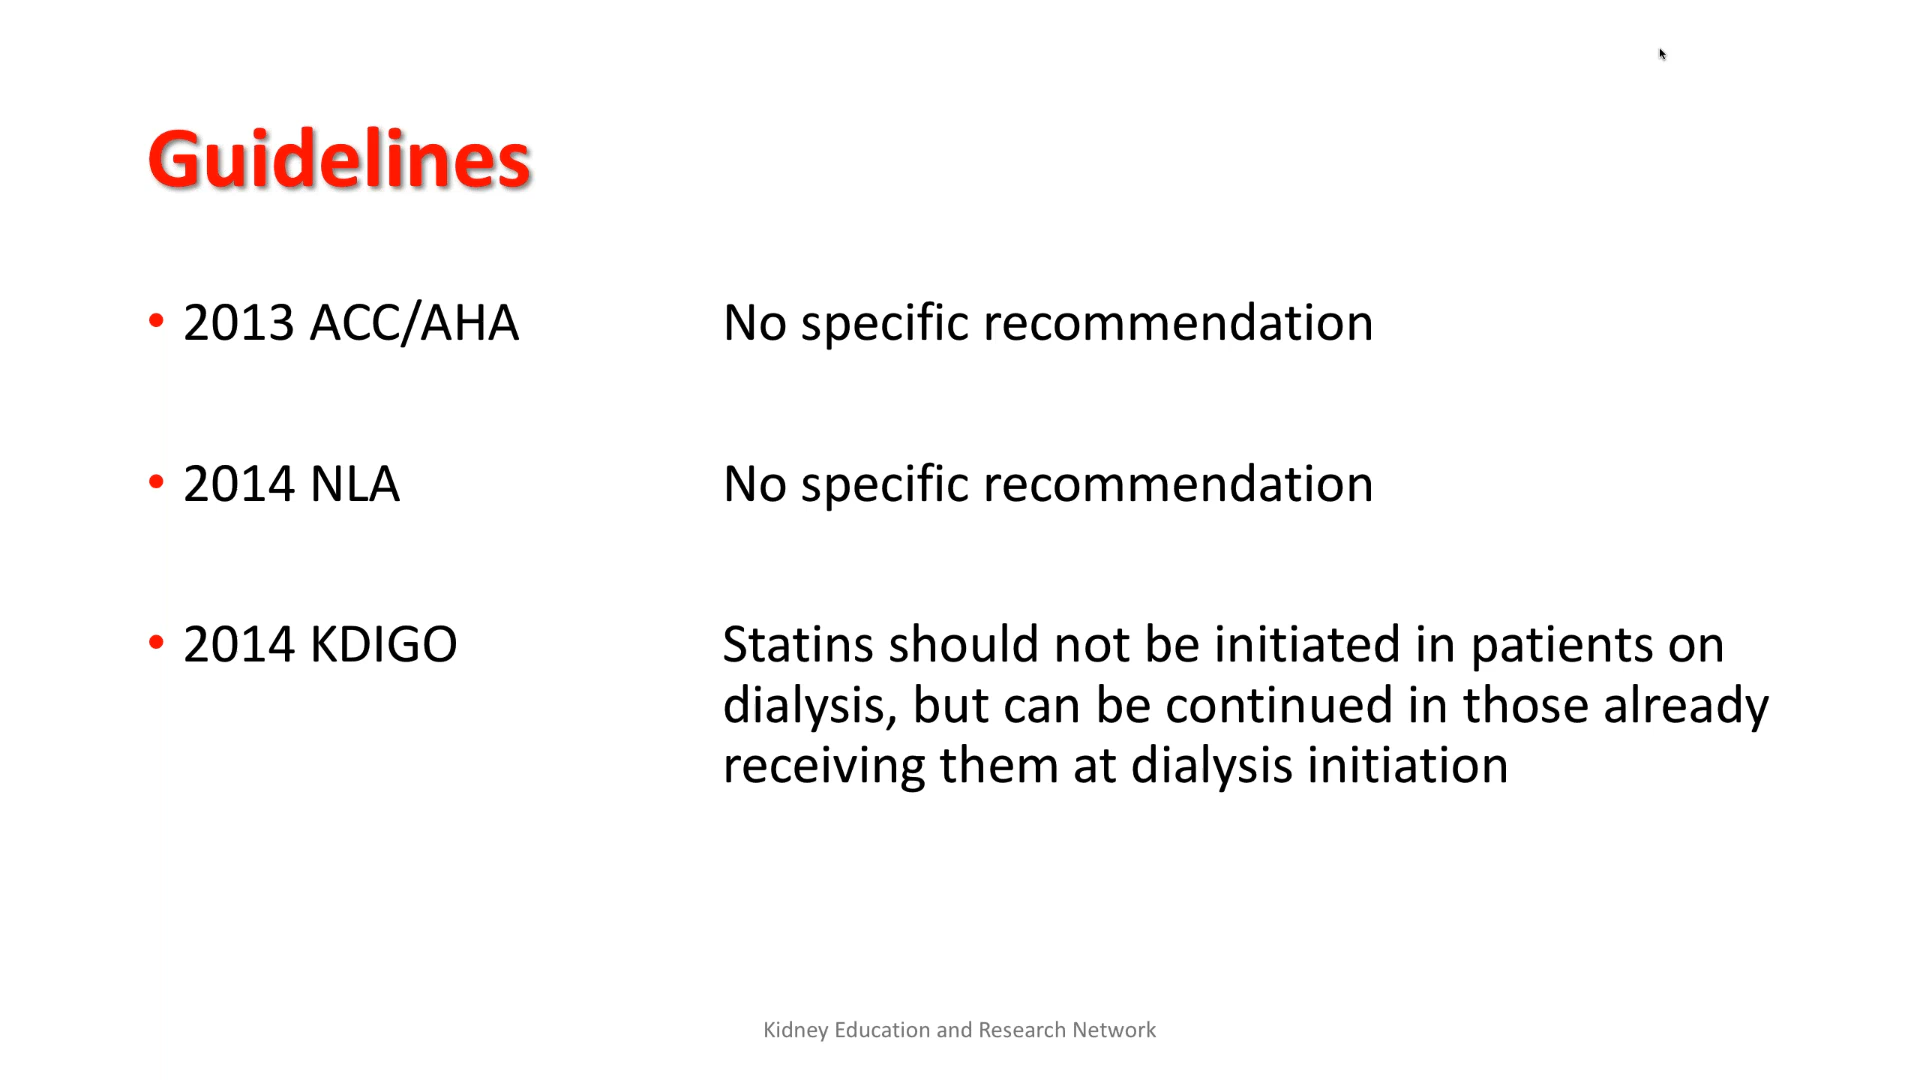 Guidelines
• 2013 ACC/AHA No specific recommendation
• 2014 NLA No specific recommendation
• 2014 KDIGO Statins should not be initiated in patients on
dialysis, but can be continued in those already
receiving them at dialysis initiation
Kidney Education and Research Network